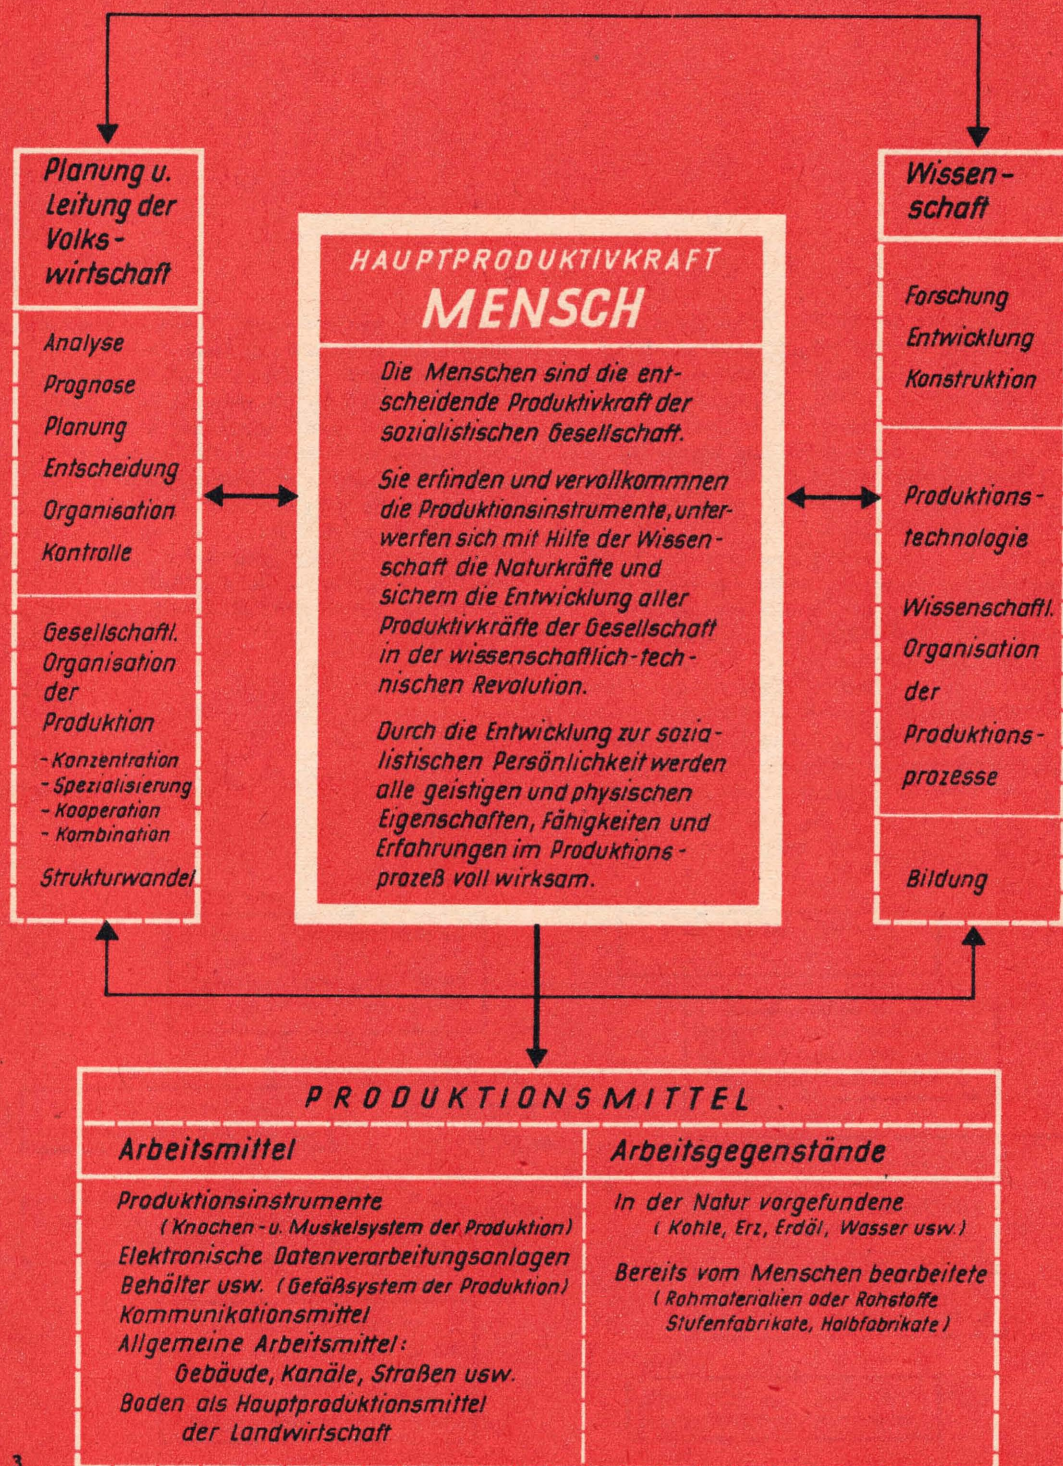 Planung u.
Leitung der
Volks-
wirtschaft
Analyse
Prognose
Planung
Entscheidung
Organisation
Kontrolle
Gesellschaftl.
Organisation
der
Produktion
- Konzentration
- Spezialisierung
- Kooperation
- Kombination
Strukturwandel
HAUPTPRODUKTIVKRAFT
MENSCH
Die Menschen sind die ent-
scheidende Produktivkraft der
sozialistischen Gesellschaft.
Sie erfinden und vervollkommnen
die Produktionsinstrumente, unter-
werfen sich mit Hilfe der Wissen-
schaft die Naturkräfte und
sichern die Entwicklung aller
Produktivkräfte der Gesellschaft
in der wissenschaftlich-tech-
nischen Revolution.
Durch die Entwicklung zur sozia-
listischen Persönlichkeit werden
alle geistigen und physischen
Eigenschaften, Fähigkeiten und
Erfahrungen im Produktions-
prozeß voll wirksam.
Wissen-
schaft
Forschung
Entwicklung
Konstruktion
Produktions-
technologie
Wissenschaftl.
Organisation
der
Produktions-
prozesse
Bildung
PRODUKTIONSMITTEL
Arbeitsmittel
Produktionsinstrumente
(Knochen- u. Muskelsystem der Produktion)
Elektronische Datenverarbeitungsanlagen
Behälter usw. (Gefäßsystem der Produktion)
Kommunikationsmittel
Allgemeine Arbeitsmittel:
Gebäude, Kanäle, Straßen usw.
Boden als Hauptproduktionsmittel
der Landwirtschaft
Arbeitsgegenstände
In der Natur vorgefundene
(Kohle, Erz, Erdöl, Wasser usw.)
Bereits vom Menschen bearbeitete
(Rohmaterialien oder Rohstoffe
Stufenfabrikate, Halbfabrikate)
3